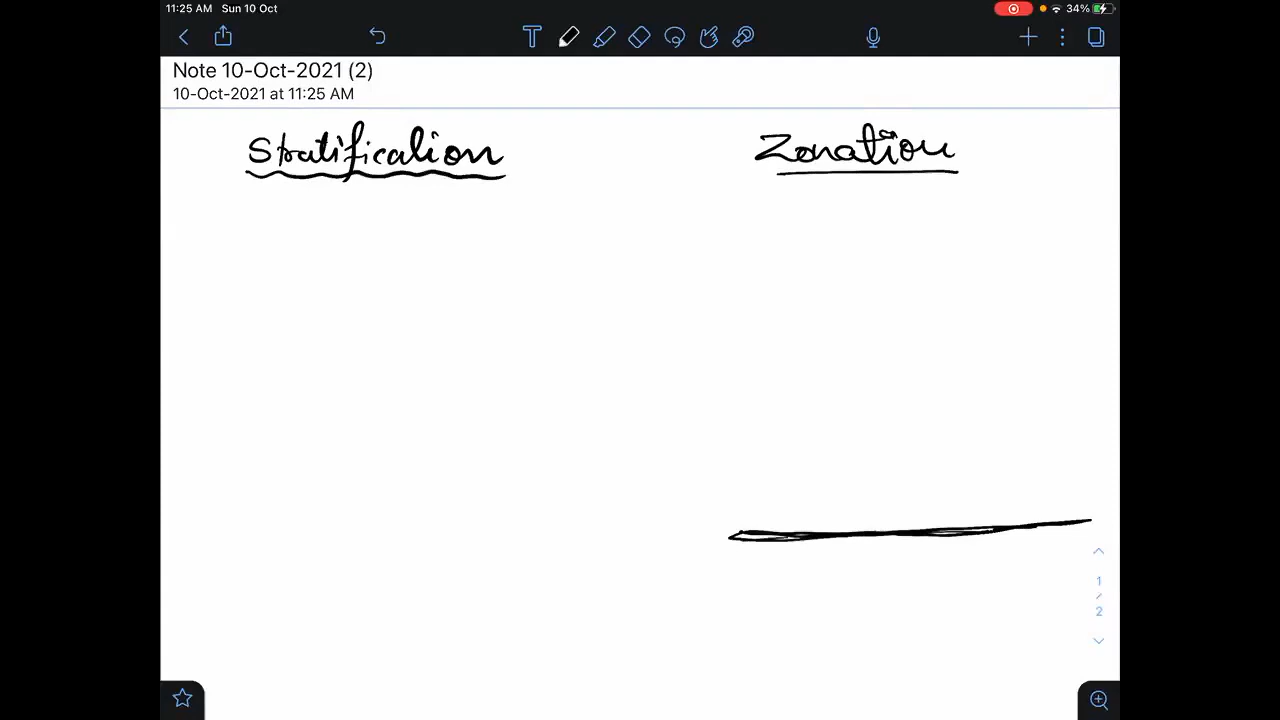 11:25 AM Sun 10 Oct
34%
Note 10-Oct-2021 (2)
10-Oct-2021 at 11:25 AM
Stratification
Zonation
1
2